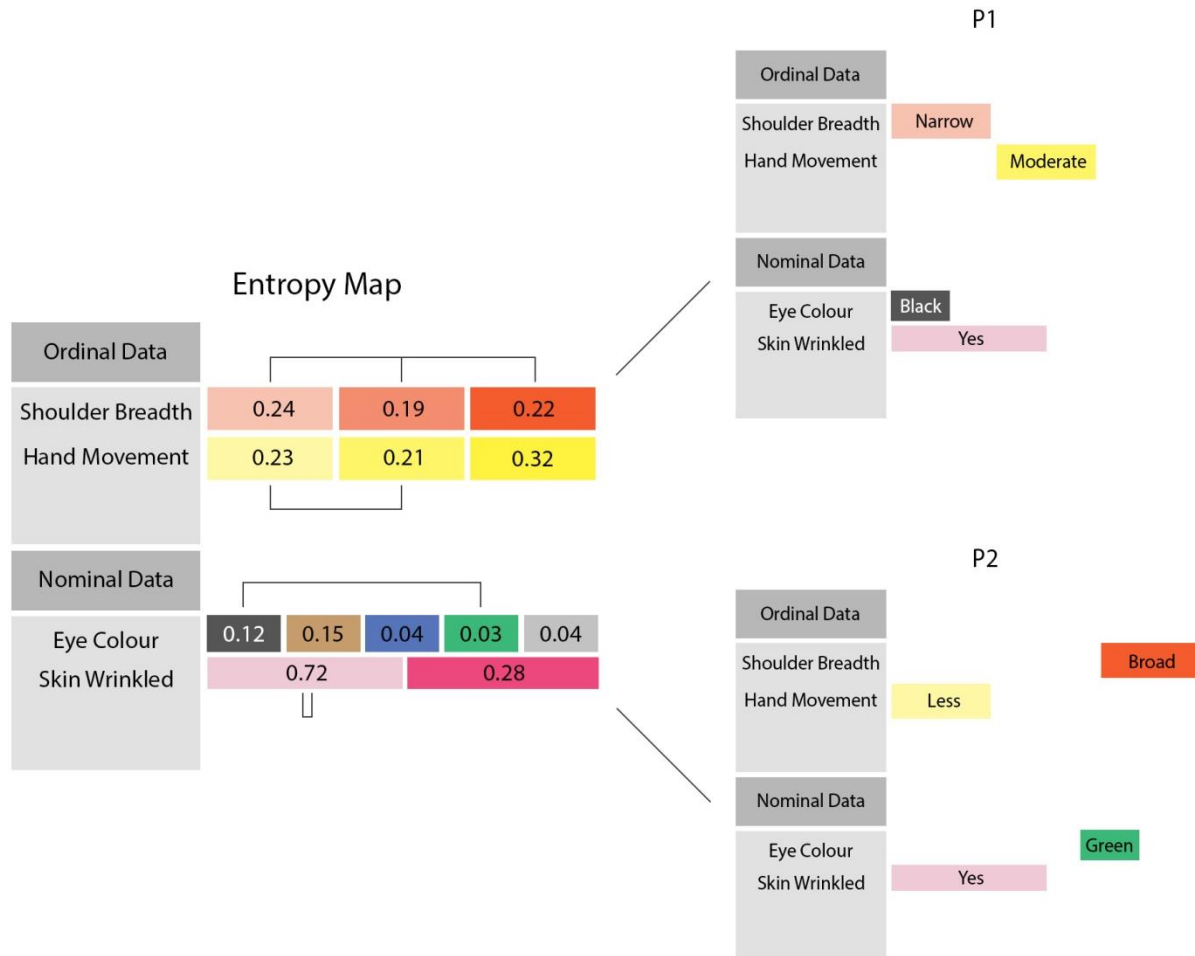 Entropy Map
Ordinal Data
Shoulder Breadth 0.24 0.19 0.22
Hand Movement 0.23 0.21 0.32
Nominal Data
Eye Colour 0.12 0.15 0.04 0.03 0.04
Skin Wrinkled 0.72 0.28
P1
Ordinal Data
Shoulder Breadth Narrow
Hand Movement Moderate
Nominal Data
Eye Colour Black
Skin Wrinkled Yes
P2
Ordinal Data
Shoulder Breadth Broad
Hand Movement Less
Nominal Data
Eye Colour Green
Skin Wrinkled Yes